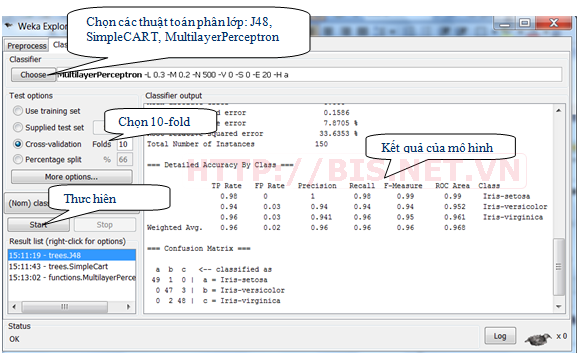 Weka Explor
Chọn các thuật toán phân lớp: J48,
SimpleCART, MultilayerPerceptron
Preprocess Clas
Classifier
Choose MultilayerPerceptron -L 0.3 -M 0.2 -N 500 -V 0 -S 0 -E 20 -H a
Test options
Use training set
Supplied test set
Cross-validation Folds 10
Percentage split % 66
More options...
Chọn 10-fold
(Nom) class
Thực hiện
Start Stop
Result list (right-click for options)
15:11:19 - trees.J48
15:11:43 - trees.SimpleCart
15:13:02 - functions.MultilayerPerce
Classifier output
ed error 0.1586
e error 7.8705 %
squared error 33.6353 %
Total Number of Instances 150
Kết quả của mô hình
=== Detailed Accuracy By Class ===
HTTP://BIS.NET.VN
TP Rate FP Rate Precision Recall F-Measure ROC Area Class
0.98 0 1 0.98 0.99 0.99 Iris-setosa
0.94 0.03 0.94 0.94 0.94 0.952 Iris-versicolor
0.96 0.03 0.941 0.96 0.95 0.961 Iris-virginica
Weighted Avg. 0.96 0.02 0.96 0.96 0.96 0.968
=== Confusion Matrix ===
a b c <-- classified as
49 1 0 | a = Iris-setosa
0 47 3 | b = Iris-versicolor
0 2 48 | c = Iris-virginica
Status
OK
Log x 0